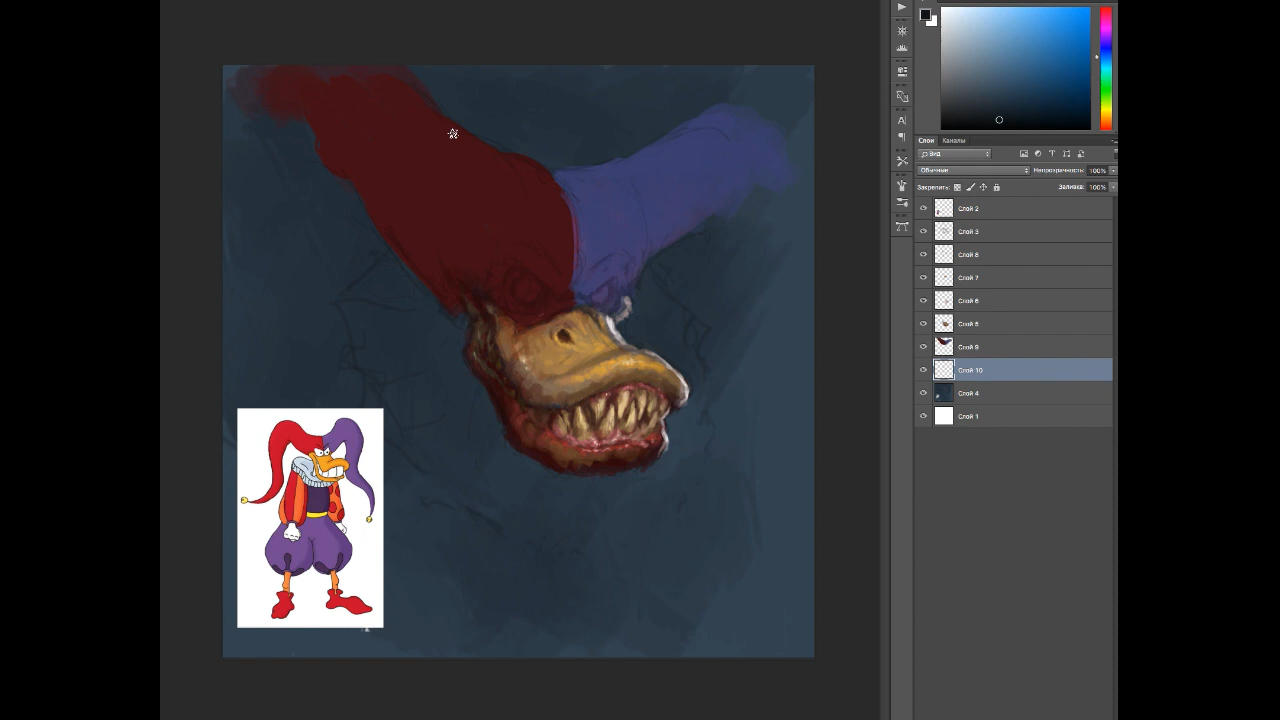 Слои Каналы
Вид
Обычные Непрозрачность: 100%
Закрепить: Заливка: 100%
Слой 2
Слой 3
Слой 8
Слой 7
Слой 6
Слой 5
Слой 9
Слой 10
Слой 4
Слой 1